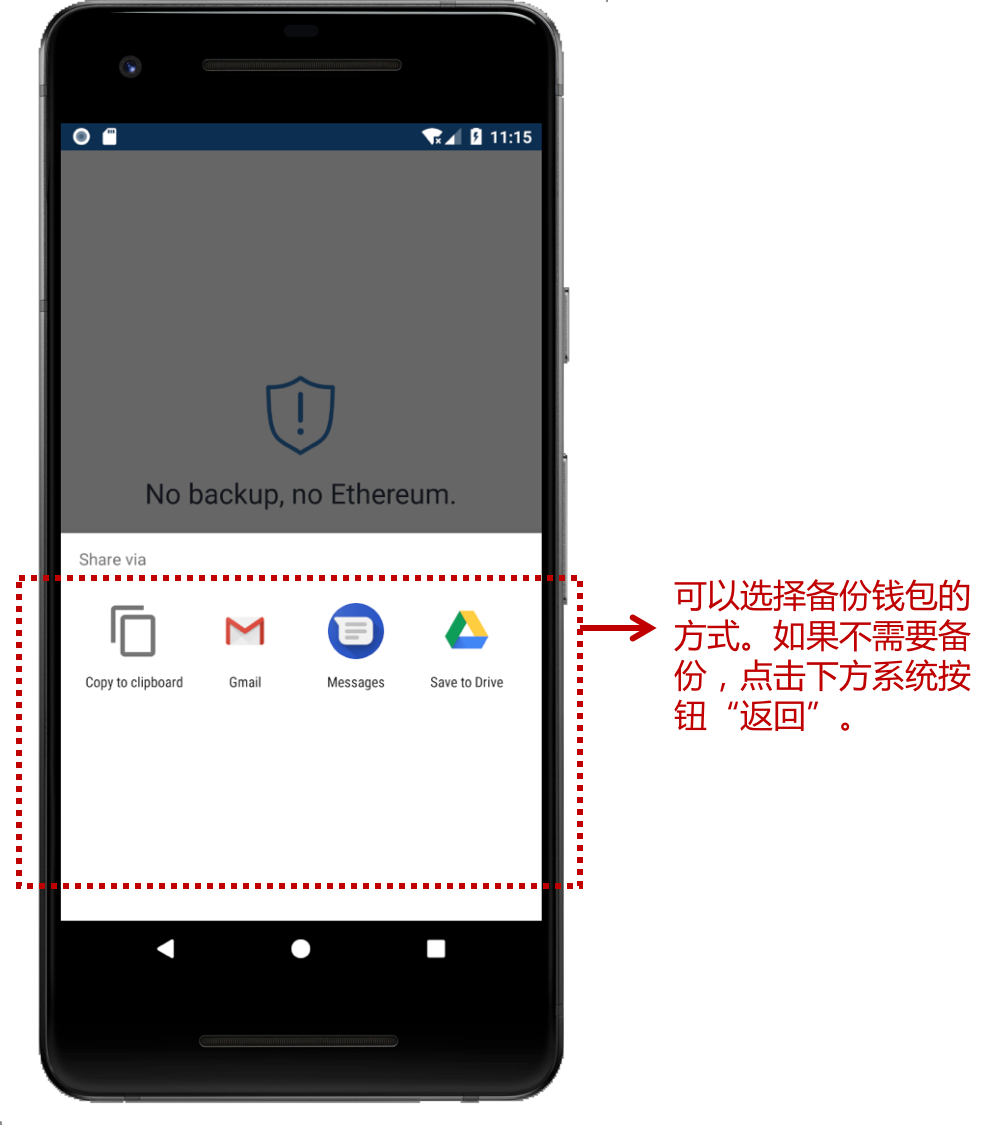 11:15
No backup, no Ethereum.
Share via
Copy to clipboard
Gmail
Messages
Save to Drive
可以选择备份钱包的
方式。如果不需要备
份，点击下方系统按
钮“返回”。